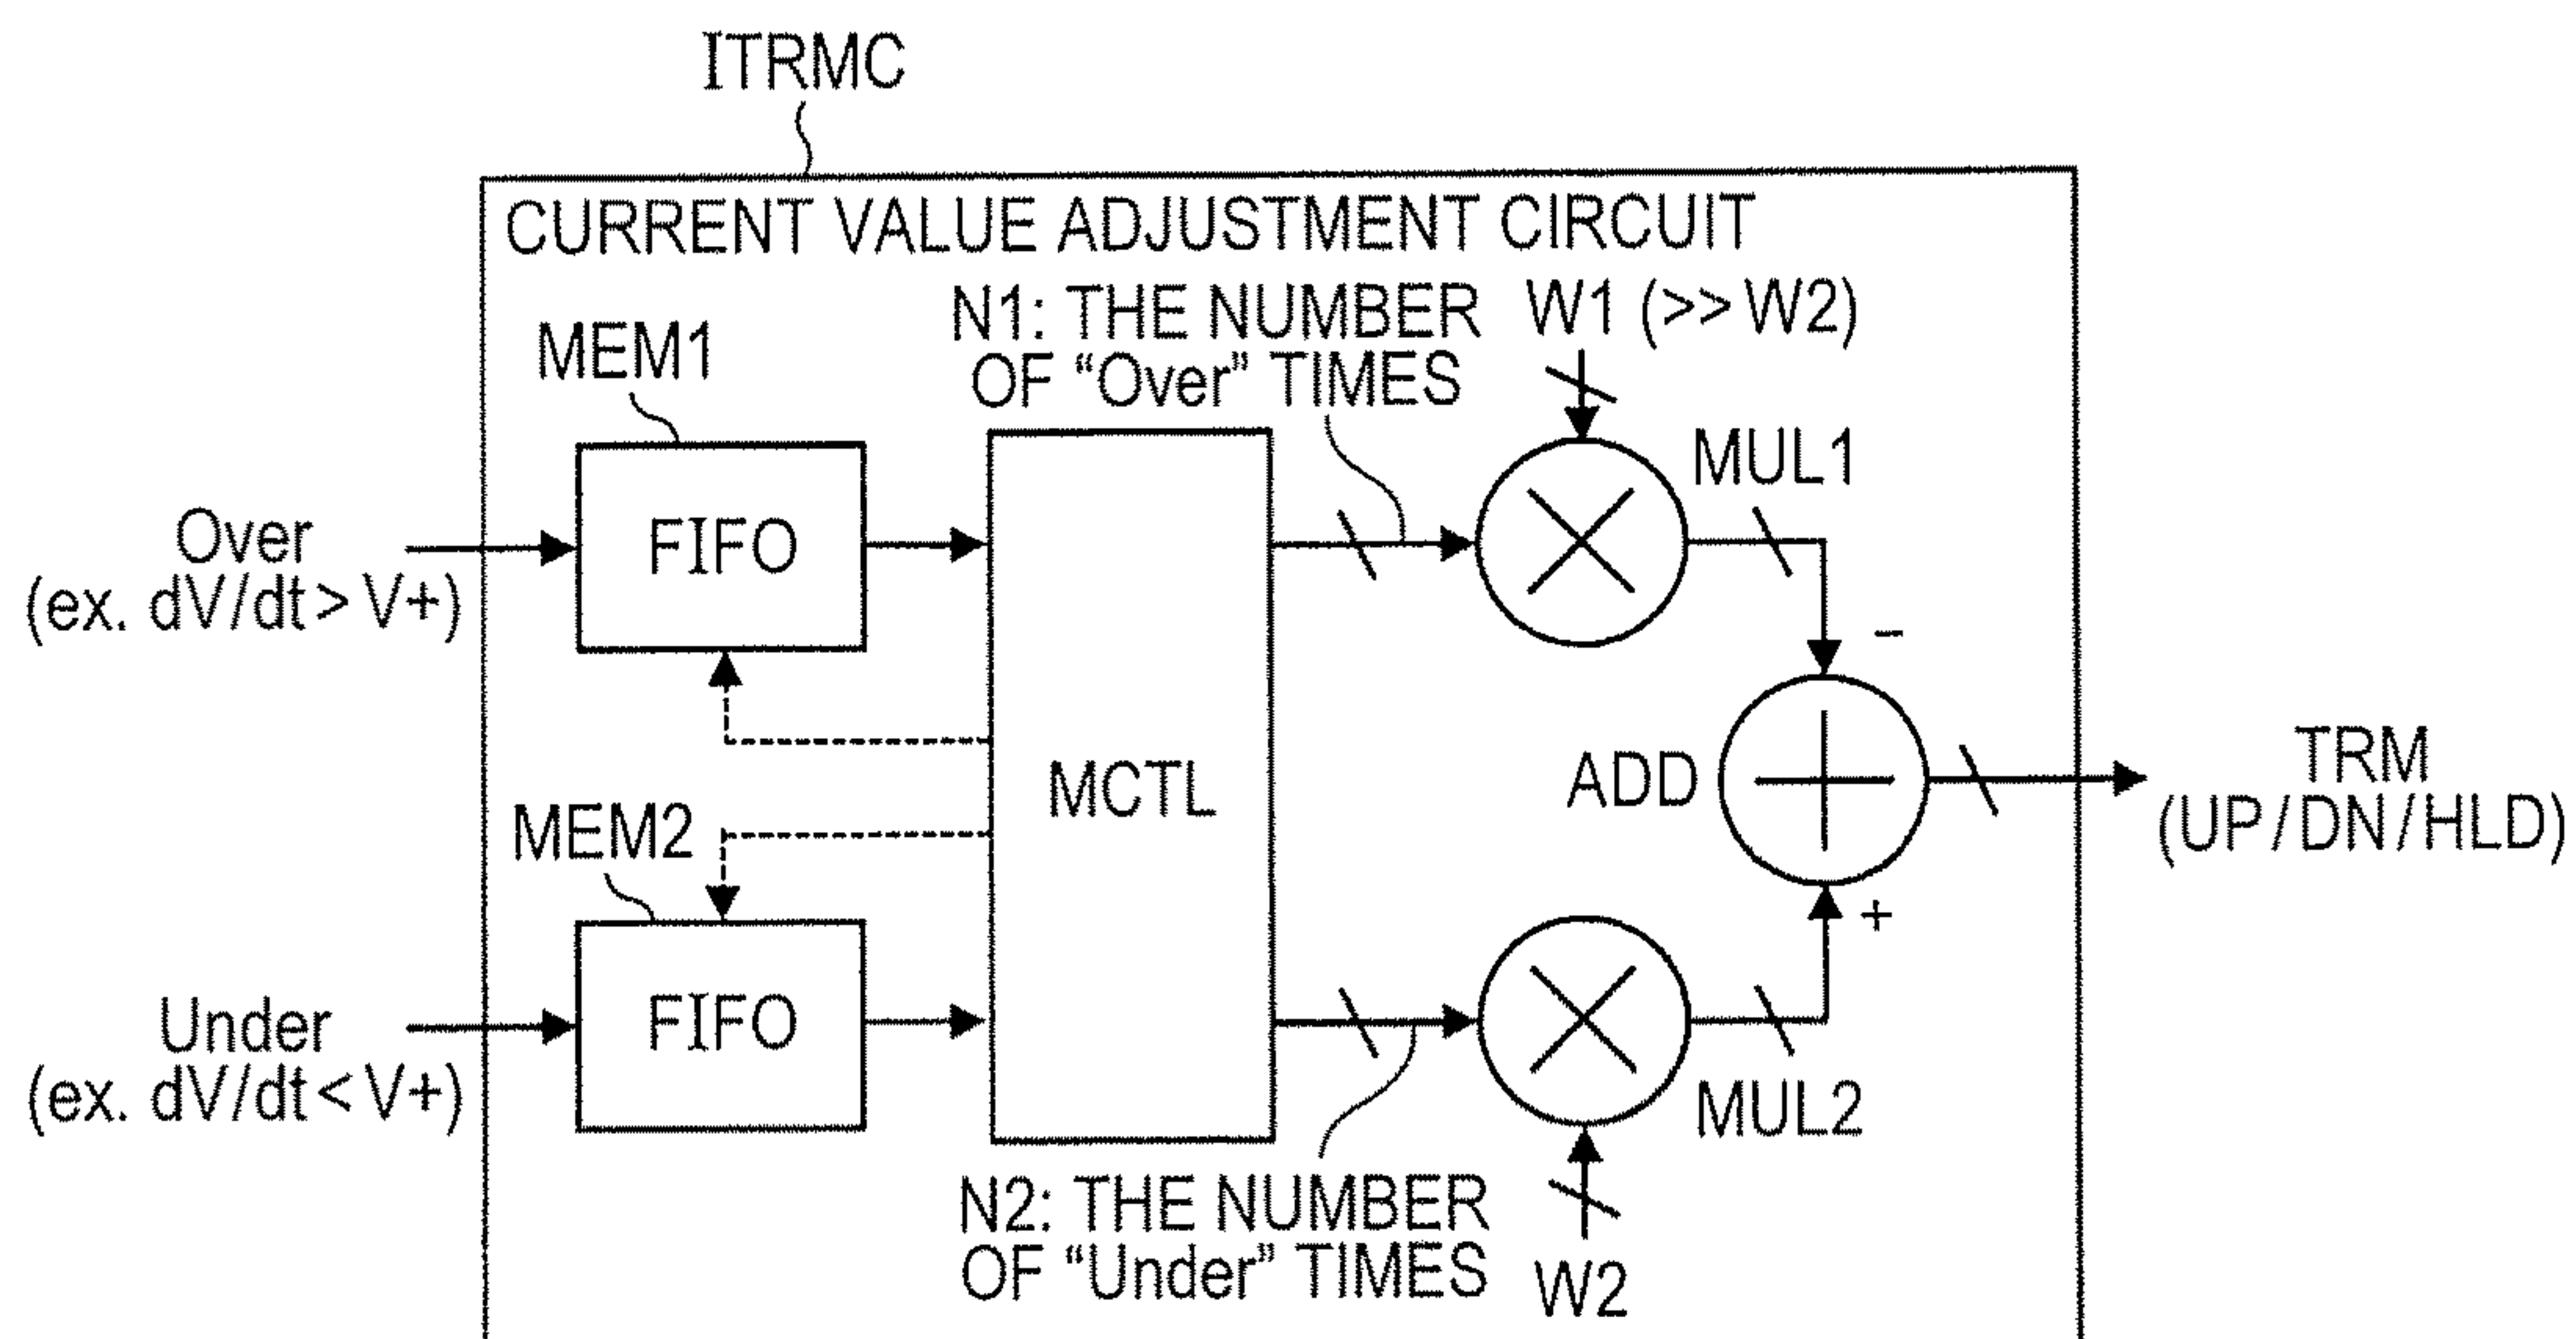 ITRMC
CURRENT VALUE ADJUSTMENT CIRCUIT
N1: THE NUMBER
OF “Over” TIMES
W1 (>> W2)
MEM1
MUL1
Over
(ex. dV/dt > V+)
FIFO
−
MCTL
ADD
TRM
(UP/DN/HLD)
MEM2
+
Under
(ex. dV/dt < V+)
FIFO
MUL2
N2: THE NUMBER
OF “Under” TIMES
W2